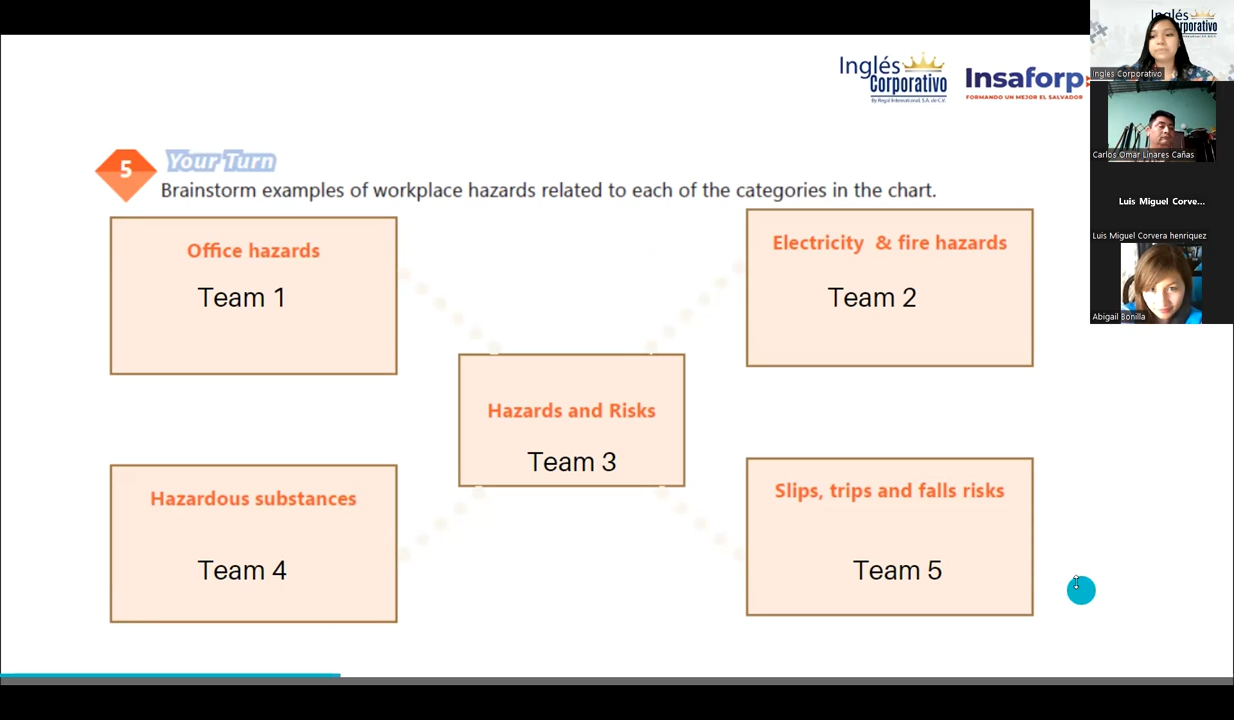 Inglés
Corporativo
By Regal International, S.A. de C.V.
Insaforp
FORMANDO UN MEJOR EL SALVADOR
5
Your Turn
Brainstorm examples of workplace hazards related to each of the categories in the chart.
Office hazards
Team 1
Electricity & fire hazards
Team 2
Hazards and Risks
Team 3
Hazardous substances
Team 4
Slips, trips and falls risks
Team 5
Inglés
Ingles Corporativo
Carlos Omar Linares Cañas
Luis Miguel Corve...
Luis Miguel Corvera henriquez
Abigail Bonilla